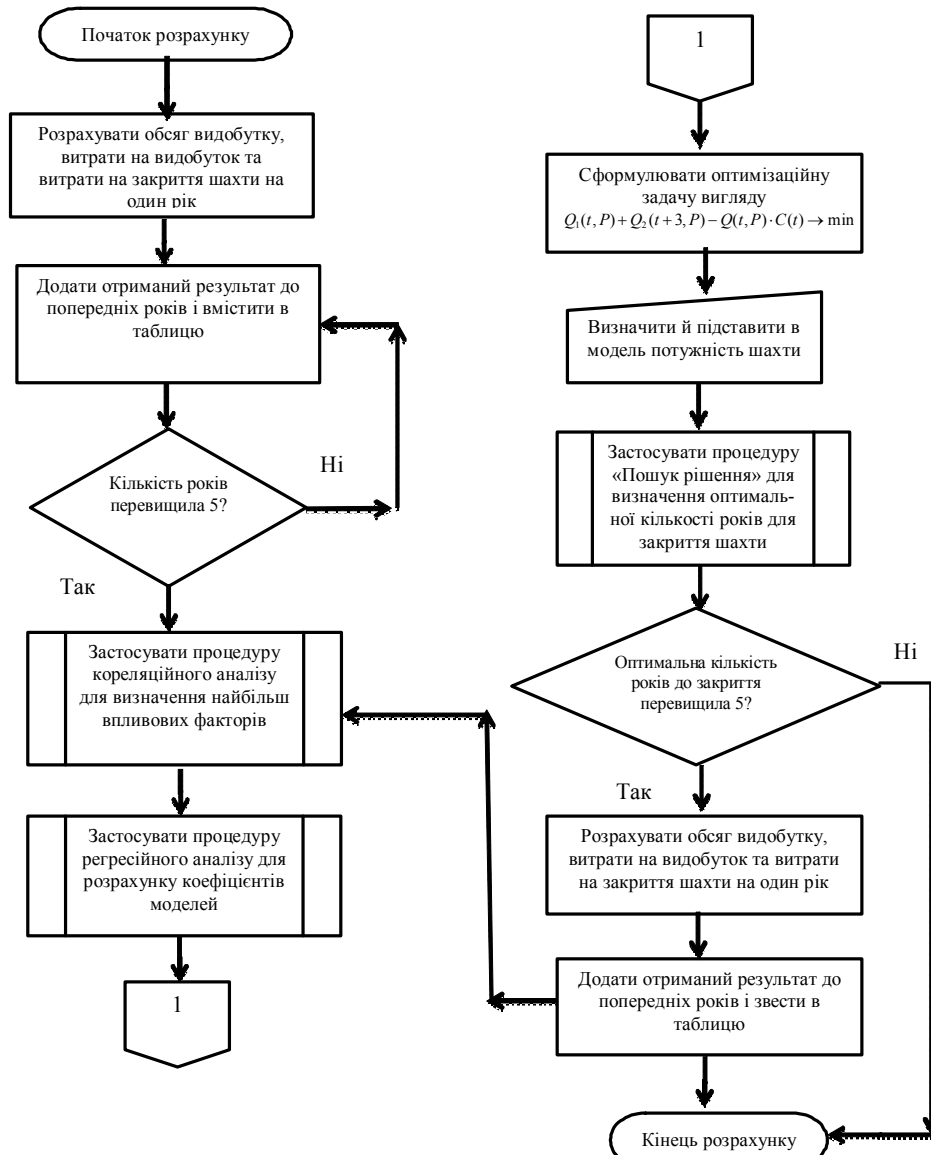 Початок розрахунку
Розрахувати обсяг видобутку,
витрати на видобуток та
витрати на закриття шахти на
один рік
Додати отриманий результат до
попередніх років і вмістити в
таблицю
Кількість років
перевищила 5?
Ні
Так
Застосувати процедуру
кореляційного аналізу
для визначення найбільш
впливових факторів
Застосувати процедуру
регресійного аналізу для
розрахунку коефіцієнтів
моделей
1
1
Сформулювати оптимізаційну
задачу вигляду
Q₁(t, P) + Q₂(t + 3, P) − Q(t, P) · C(t) → min
Визначити й підставити в
модель потужність шахти
Застосувати процедуру
«Пошук рішення» для
визначення оптималь-
ної кількості років для
закриття шахти
Оптимальна кількість
років до закриття
перевищила 5?
Ні
Так
Розрахувати обсяг видобутку,
витрати на видобуток та витрати
на закриття шахти на один рік
Додати отриманий результат до
попередніх років і звести в
таблицю
Кінець розрахунку